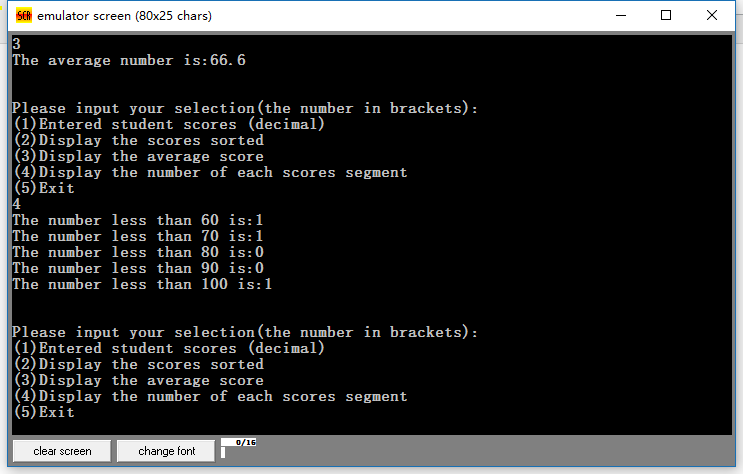 SCR emulator screen (80x25 chars)
3
The average number is:66.6
Please input your selection(the number in brackets):
(1)Entered student scores (decimal)
(2)Display the scores sorted
(3)Display the average score
(4)Display the number of each scores segment
(5)Exit
4
The number less than 60 is:1
The number less than 70 is:1
The number less than 80 is:0
The number less than 90 is:0
The number less than 100 is:1
Please input your selection(the number in brackets):
(1)Entered student scores (decimal)
(2)Display the scores sorted
(3)Display the average score
(4)Display the number of each scores segment
(5)Exit
clear screen change font 0/16